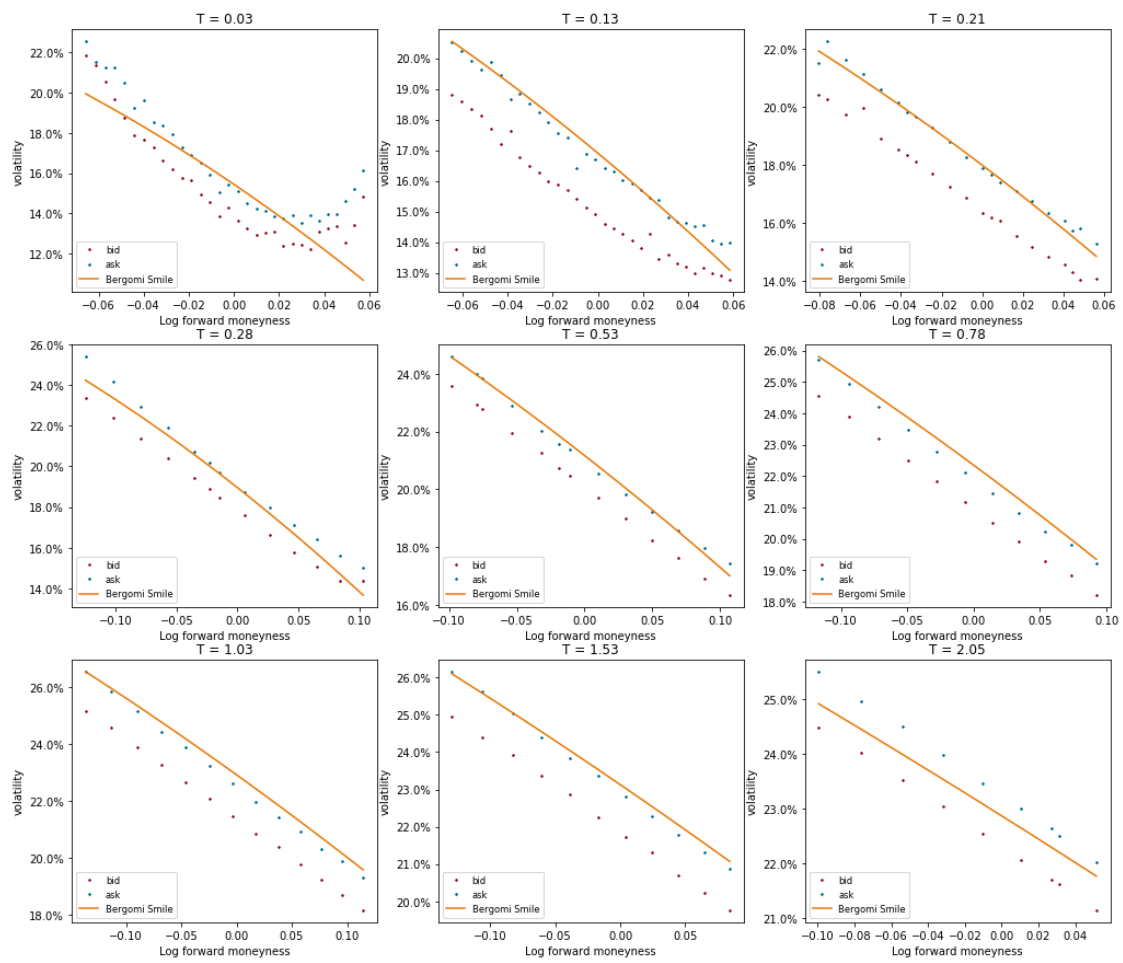 T = 0.03
22.0%
20.0%
18.0%
16.0%
14.0%
12.0%
volatility
bid
ask
Bergomi Smile
−0.06 −0.04 −0.02 0.00 0.02 0.04 0.06
Log forward moneyness
T = 0.13
20.0%
19.0%
18.0%
17.0%
16.0%
15.0%
14.0%
13.0%
volatility
bid
ask
Bergomi Smile
−0.06 −0.04 −0.02 0.00 0.02 0.04 0.06
Log forward moneyness
T = 0.21
22.0%
20.0%
18.0%
16.0%
14.0%
volatility
bid
ask
Bergomi Smile
−0.08 −0.06 −0.04 −0.02 0.00 0.02 0.04 0.06
Log forward moneyness
T = 0.28
26.0%
24.0%
22.0%
20.0%
18.0%
16.0%
14.0%
volatility
bid
ask
Bergomi Smile
−0.10 −0.05 0.00 0.05 0.10
Log forward moneyness
T = 0.53
24.0%
22.0%
20.0%
18.0%
16.0%
volatility
bid
ask
Bergomi Smile
−0.10 −0.05 0.00 0.05 0.10
Log forward moneyness
T = 0.78
26.0%
25.0%
24.0%
23.0%
22.0%
21.0%
20.0%
19.0%
18.0%
volatility
bid
ask
Bergomi Smile
−0.10 −0.05 0.00 0.05 0.10
Log forward moneyness
T = 1.03
26.0%
24.0%
22.0%
20.0%
18.0%
volatility
bid
ask
Bergomi Smile
−0.10 −0.05 0.00 0.05 0.10
Log forward moneyness
T = 1.53
26.0%
25.0%
24.0%
23.0%
22.0%
21.0%
20.0%
volatility
bid
ask
Bergomi Smile
−0.10 −0.05 0.00 0.05
Log forward moneyness
T = 2.05
25.0%
24.0%
23.0%
22.0%
21.0%
volatility
bid
ask
Bergomi Smile
−0.10 −0.08 −0.06 −0.04 −0.02 0.00 0.02 0.04
Log forward moneyness